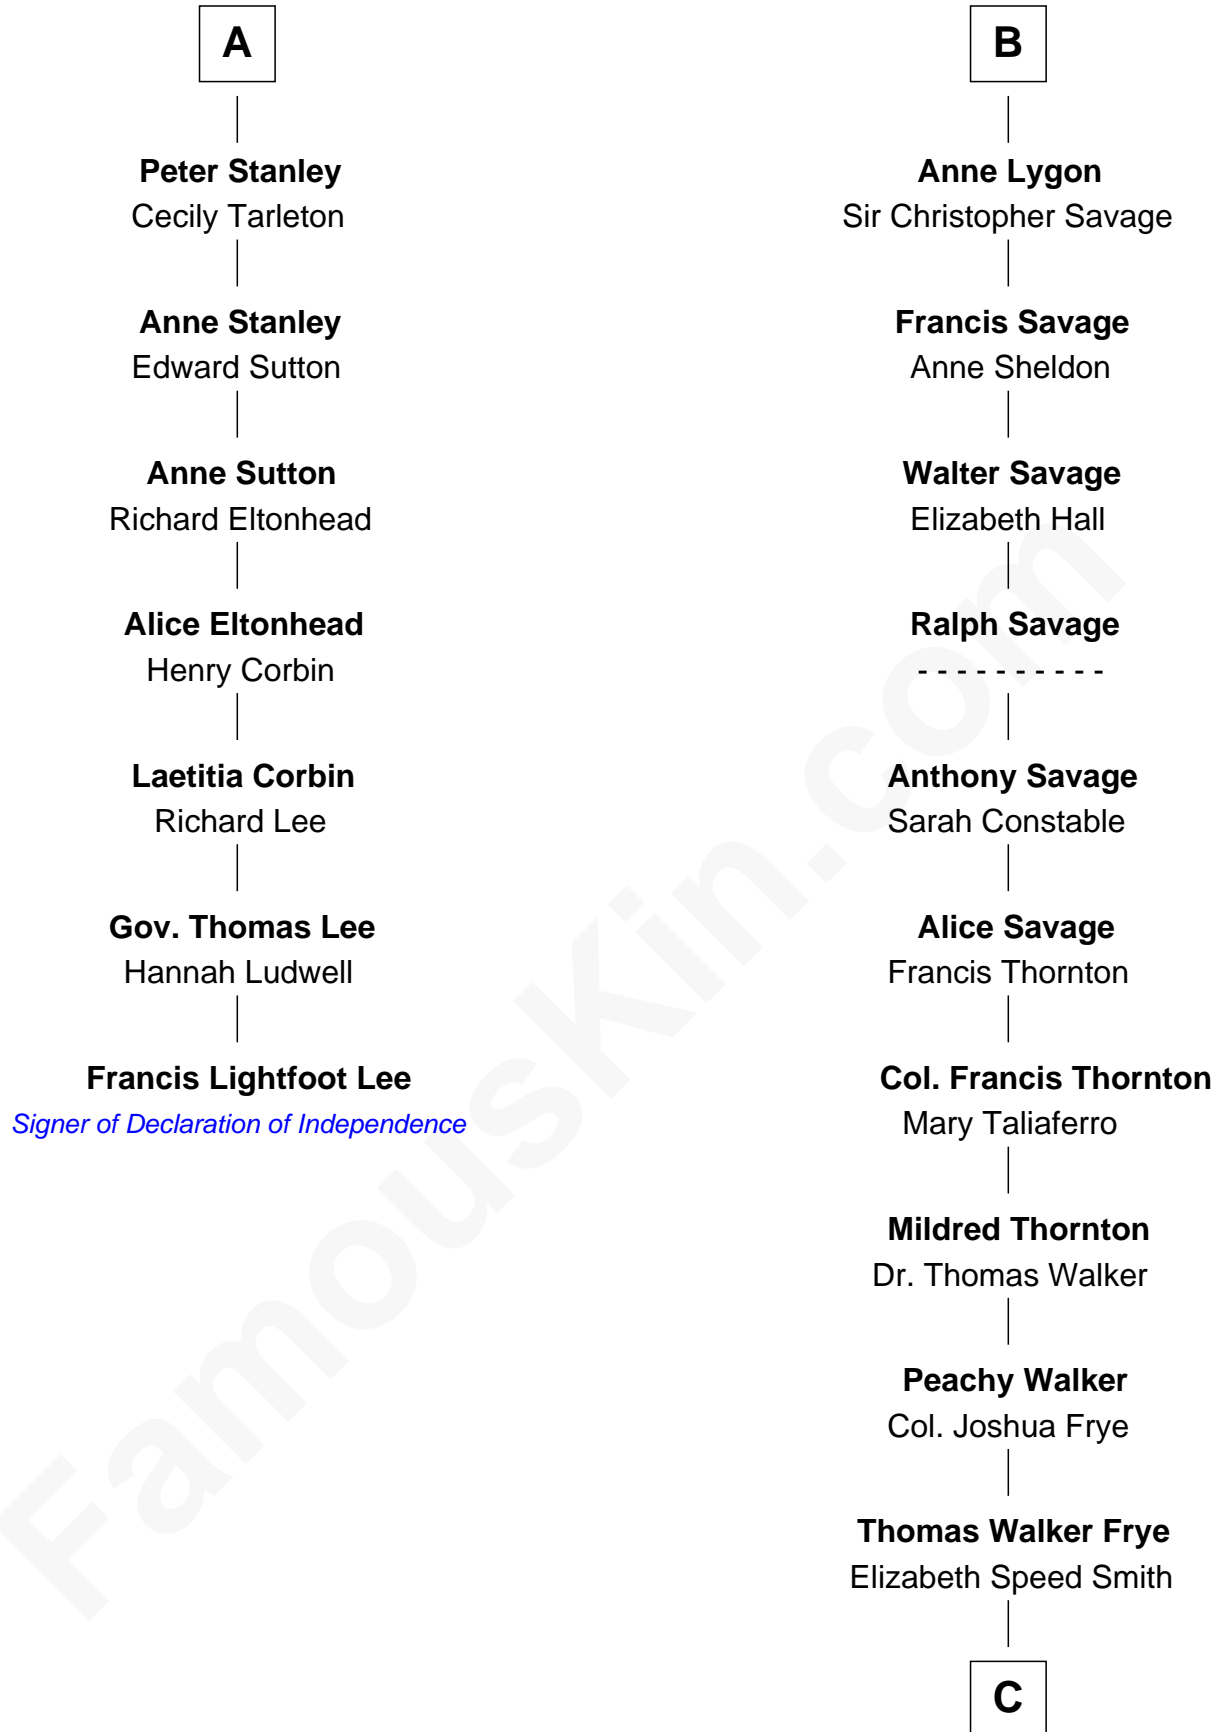 A
Peter Stanley
Cecily Tarleton
Anne Stanley
Edward Sutton
Anne Sutton
Richard Eltonhead
Alice Eltonhead
Henry Corbin
Laetitia Corbin
Richard Lee
Gov. Thomas Lee
Hannah Ludwell
Francis Lightfoot Lee
Signer of Declaration of Independence
B
Anne Lygon
Sir Christopher Savage
Francis Savage
Anne Sheldon
Walter Savage
Elizabeth Hall
Ralph Savage
- - - - - - - - - -
Anthony Savage
Sarah Constable
Alice Savage
Francis Thornton
Col. Francis Thornton
Mary Taliaferro
Mildred Thornton
Dr. Thomas Walker
Peachy Walker
Col. Joshua Frye
Thomas Walker Frye
Elizabeth Speed Smith
C
FamousKin.com